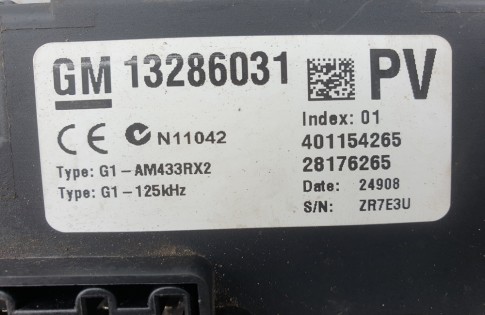 GM 13286031 PV
Index: 01
CE N11042 401154265
Type: G1-AM433RX2 28176265
Type: G1-125kHz Date: 24908
S/N: ZR7E3U